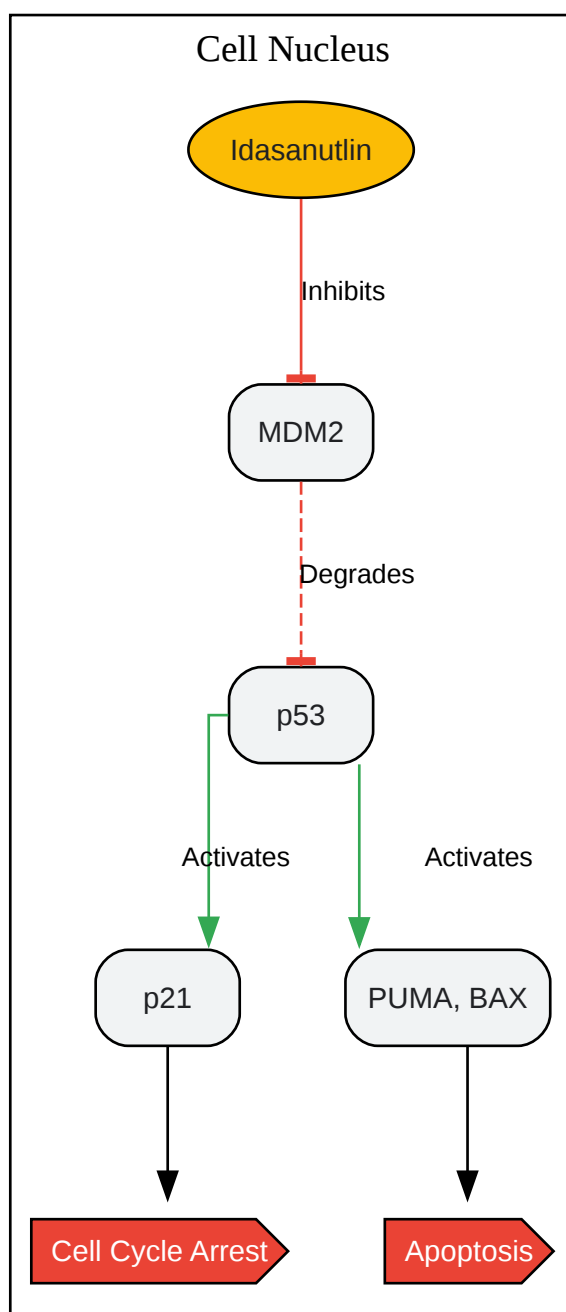 Cell Nucleus
Idasanutlin
Inhibits
MDM2
Degrades
p53
Activates
Activates
p21
PUMA, BAX
Cell Cycle Arrest
Apoptosis